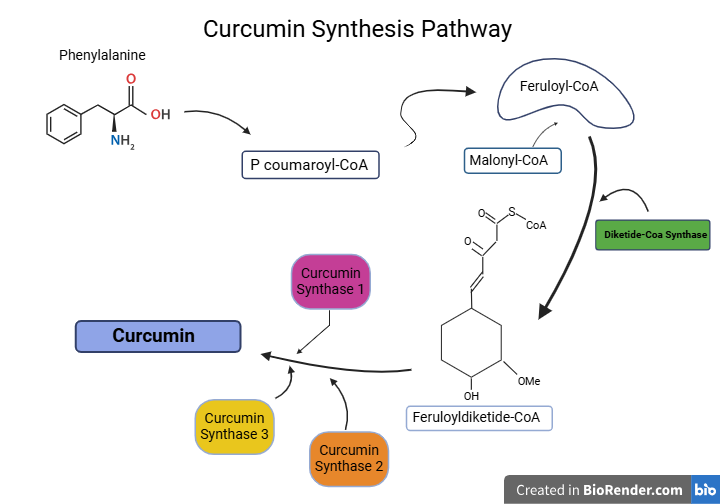 Curcumin Synthesis Pathway
Phenylalanine
O
OH
NH2
P coumaroyl-CoA
Feruloyl-CoA
Malonyl-CoA
Diketide-Coa Synthase
O
S
CoA
O
OMe
OH
Feruloyldiketide-CoA
Curcumin
Synthase 1
Curcumin
Curcumin
Synthase 3
Curcumin
Synthase 2
Created in BioRender.com bio